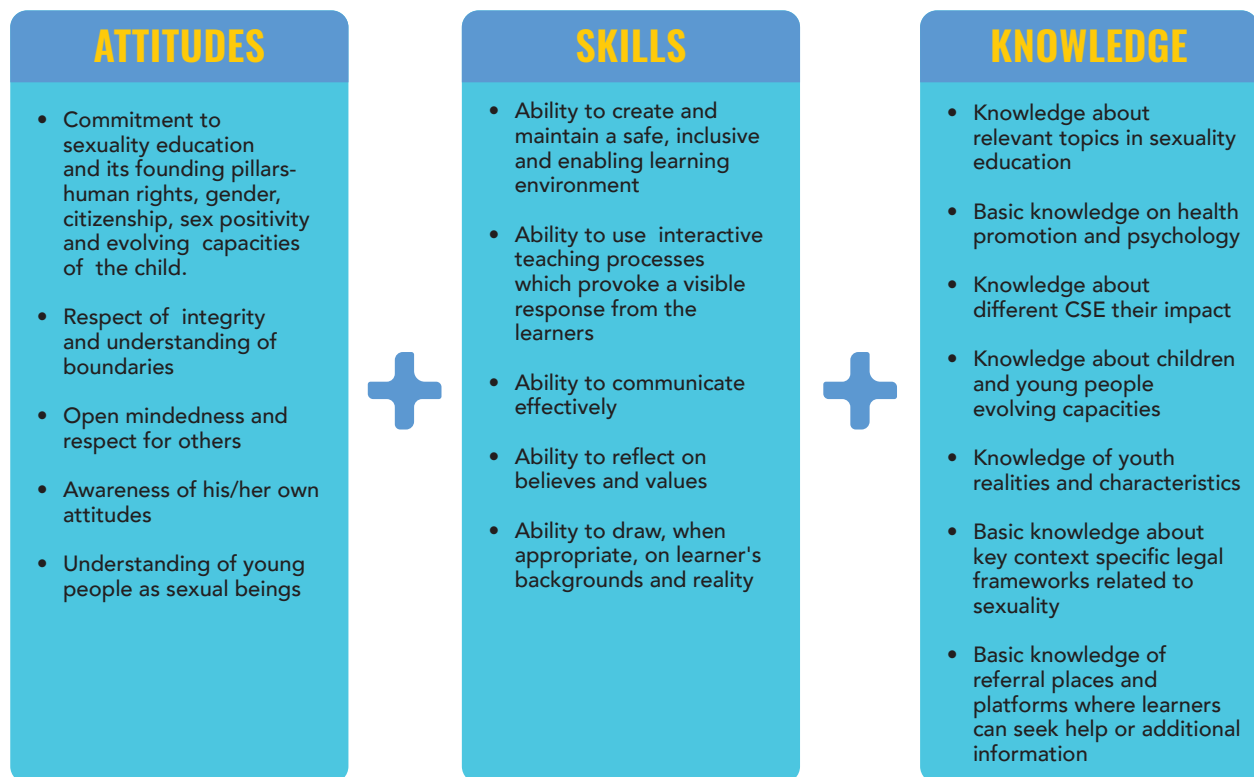 ATTITUDES
• Commitment to
sexuality education
and its founding pillars-
human rights, gender,
citizenship, sex positivity
and evolving capacities
of the child.
• Respect of integrity
and understanding of
boundaries
• Open mindedness and
respect for others
• Awareness of his/her own
attitudes
• Understanding of young
people as sexual beings
SKILLS
• Ability to create and
maintain a safe, inclusive
and enabling learning
environment
• Ability to use interactive
teaching processes
which provoke a visible
response from the
learners
• Ability to communicate
effectively
• Ability to reflect on
believes and values
• Ability to draw, when
appropriate, on learner's
backgrounds and reality
KNOWLEDGE
• Knowledge about
relevant topics in sexuality
education
• Basic knowledge on health
promotion and psychology
• Knowledge about
different CSE their impact
• Knowledge about children
and young people
evolving capacities
• Knowledge of youth
realities and characteristics
• Basic knowledge about
key context specific legal
frameworks related to
sexuality
• Basic knowledge of
referral places and
platforms where learners
can seek help or additional
information